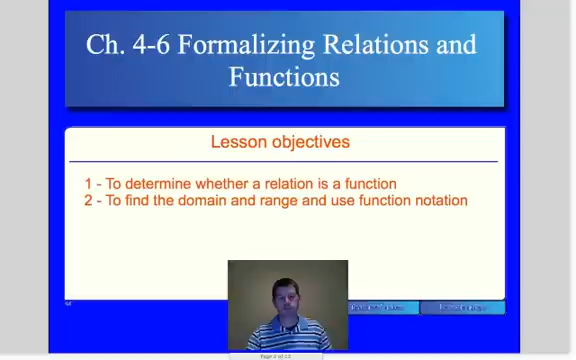 Ch. 4-6 Formalizing Relations and
Functions
Lesson objectives
1 - To determine whether a relation is a function
2 - To find the domain and range and use function notation